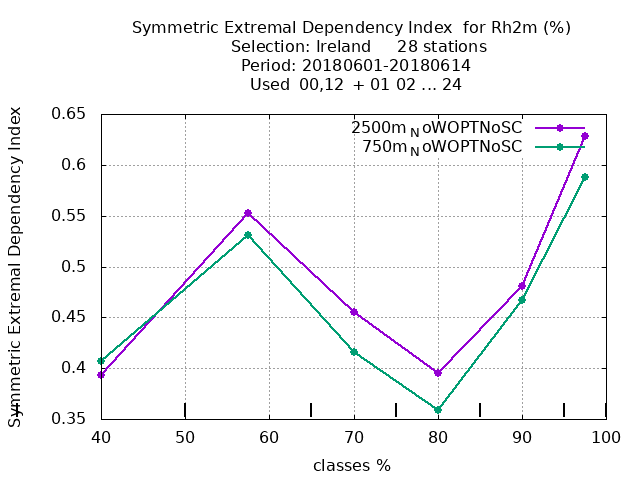 Symmetric Extremal Dependency Index for Rh2m (%)
Selection: Ireland 28 stations
Period: 20180601-20180614
Used 00,12 + 01 02 ... 24
Symmetric Extremal Dependency Index
0.65
0.6
0.55
0.5
0.45
0.4
0.35
2500m_NoWOPTNoSC
750m_NoWOPTNoSC
40 50 60 70 80 90 100
classes %